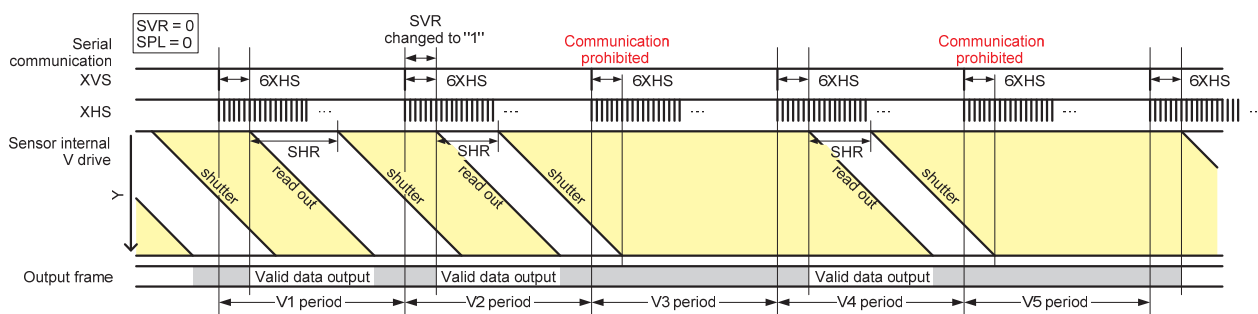 SVR = 0
SPL = 0
SVR
changed to "1"
Serial
communication
Communication
prohibited
Communication
prohibited
XVS
6XHS
6XHS
6XHS
6XHS
6XHS
6XHS
XHS
...
...
...
...
...
...
Sensor internal
V drive
SHR
SHR
SHR
Y
shutter
read out
shutter
read out
shutter
read out
shutter
Output frame
Valid data output
Valid data output
Valid data output
V1 period
V2 period
V3 period
V4 period
V5 period